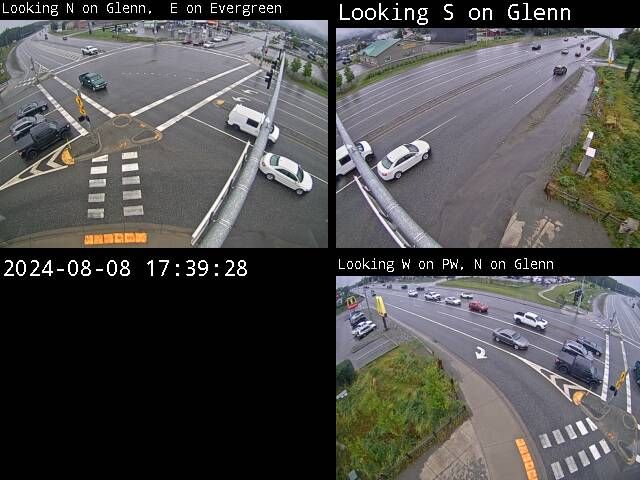 Looking N on Glenn,  E on Evergreen
Looking S on Glenn
2024-08-08 17:39:28
Looking W on PW, N on Glenn